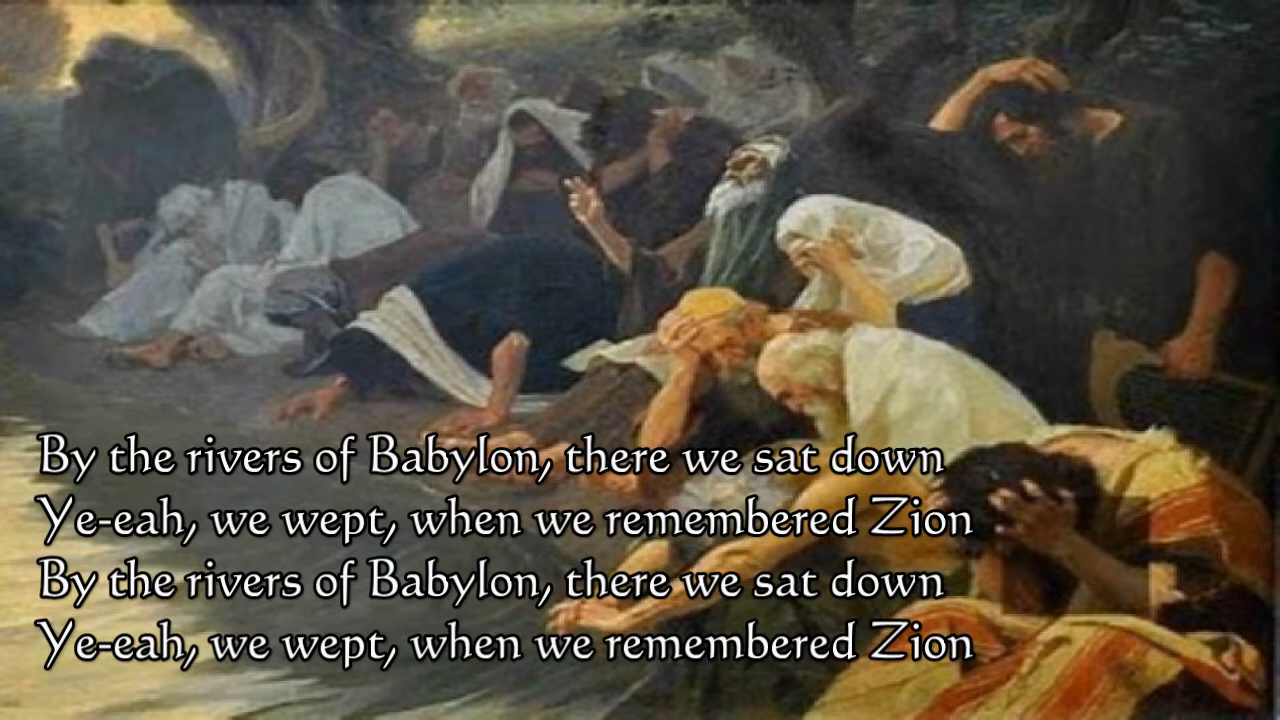 By the rivers of Babylon, there we sat down
Ye-eah, we wept, when we remembered Zion
By the rivers of Babylon, there we sat down
Ye-eah, we wept, when we remembered Zion